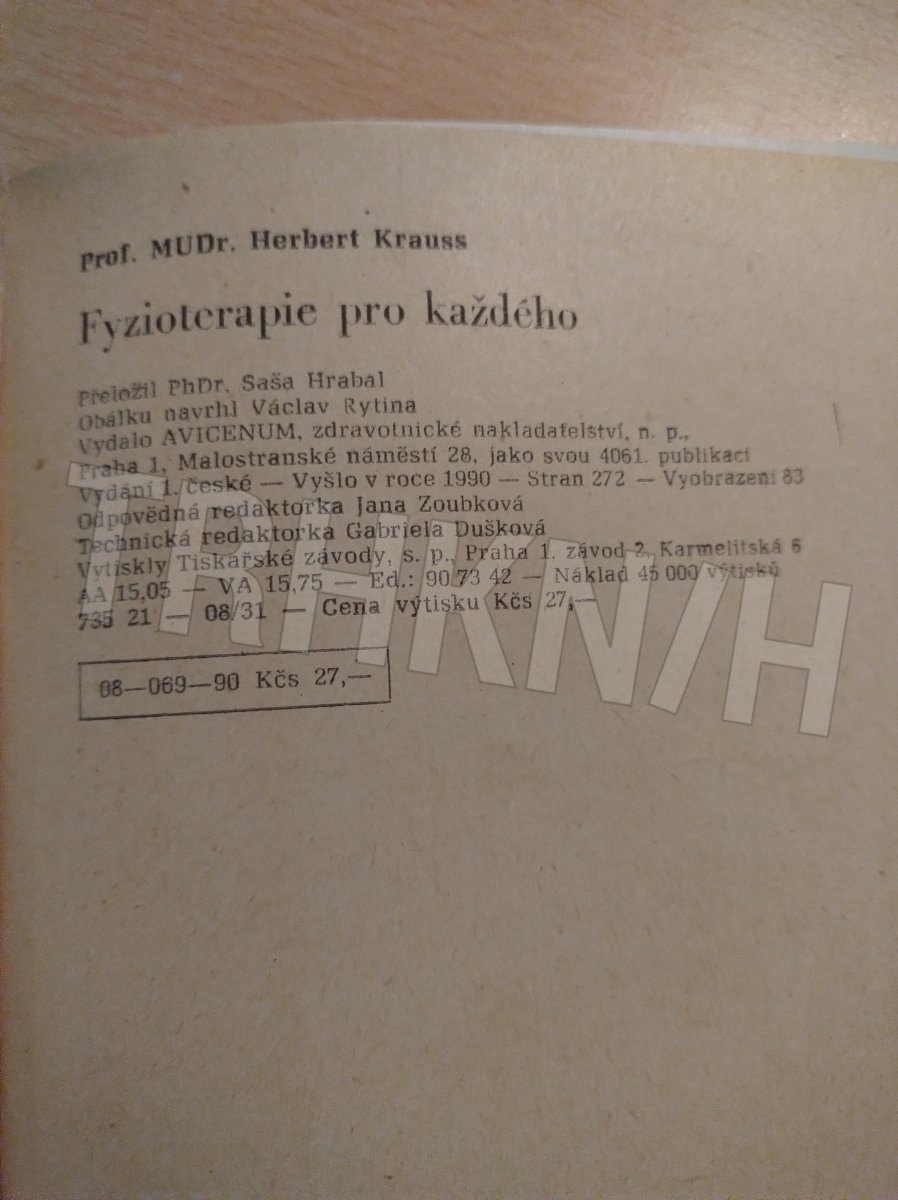 Prof. MUDr. Herbert Krauss
Fyzioterapie pro každého
Přeložil PhDr. Saša Hrabal
Obálku navrhl Václav Rytina
Vydalo AVICENUM, zdravotnické nakladatelství, n. p.,
Praha 1, Malostranské náměstí 28, jako svou 4061. publikaci
Vydání 1. české — Vyšlo v roce 1990 — Stran 272 — Vyobrazení 83
Odpovědná redaktorka Jana Zoubková
Technická redaktorka Gabriela Dušková
Vytiskly Tiskařské závody, s. p., Praha 1. závod 2, Karmelitská 6
AA 15,05 — VA 15,75 — Ed.: 90 73 42 — Náklad 45 000 výtisků
735 21 — 08/31 — Cena výtisku Kčs 27,—
08—069—90 Kčs 27,—